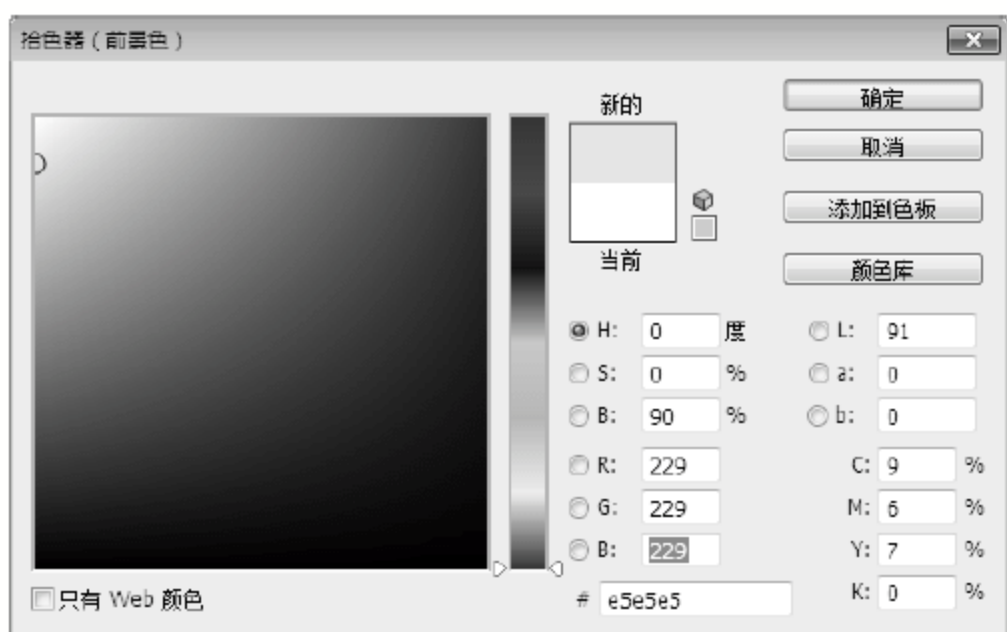 拾色器（前景色）
新的
确定
取消
添加到色板
当前
颜色库
H: 0 度
L: 91
S: 0 %
a: 0
B: 90 %
b: 0
R: 229
C: 9 %
G: 229
M: 6 %
B: 229
Y: 7 %
# e5e5e5
K: 0 %
只有 Web 颜色